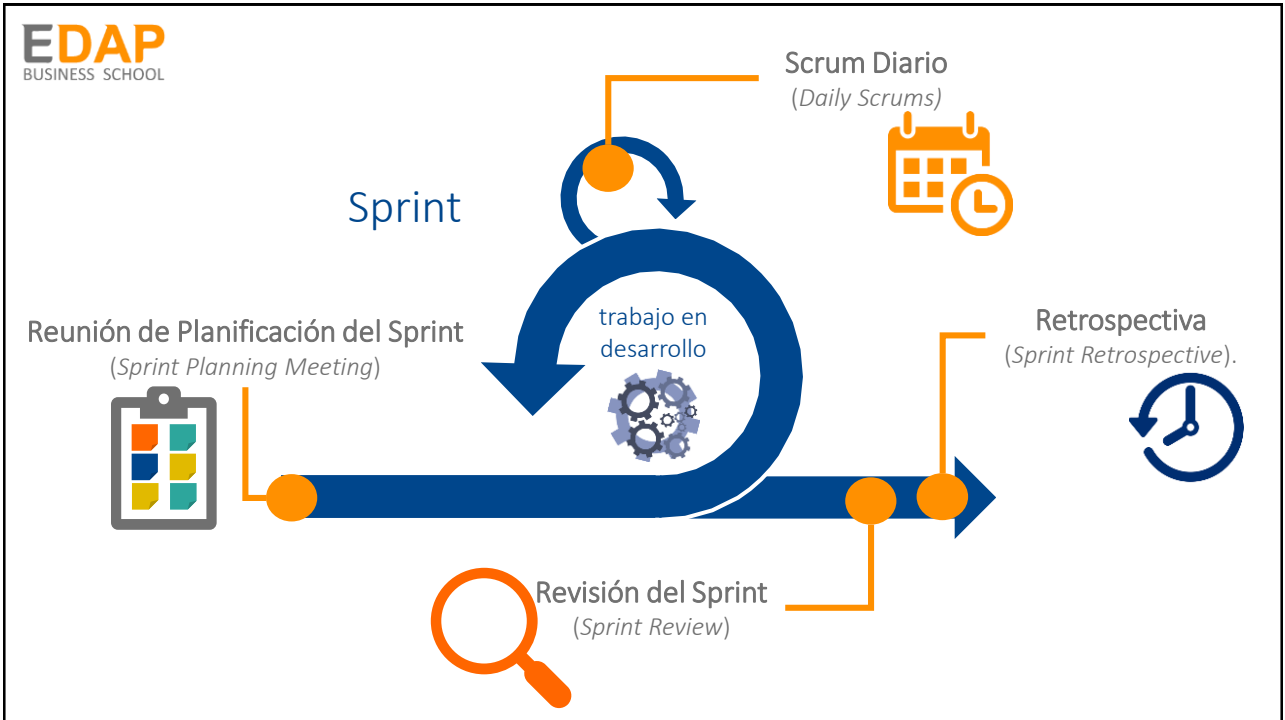 EDAP
BUSINESS SCHOOL
Scrum Diario
(Daily Scrums)
Sprint
trabajo en
desarrollo
Reunión de Planificación del Sprint
(Sprint Planning Meeting)
Retrospectiva
(Sprint Retrospective).
Revisión del Sprint
(Sprint Review)